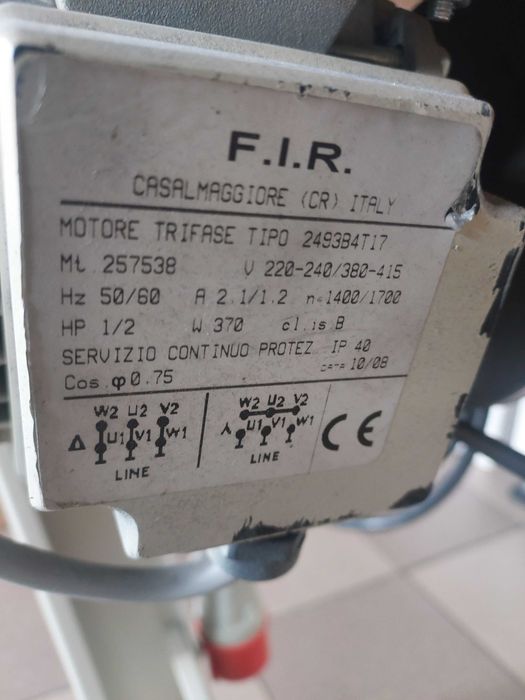 F.I.R.
CASALMAGGIORE (CR) ITALY
MOTORE TRIFASE TIPO 2493B4T17
Mt. 257538 V 220-240/380-415
Hz 50/60 A 2.1/1.2 n=1400/1700
HP 1/2 W 370 cl.is.B
SERVIZIO CONTINUO PROTEZ IP 40
Cos.φ0.75 DATA 10/08
W2 U2 V2 W2 U2 V2
Δ U1 V1 W1 Y U1 V1 W1
LINE LINE
CE